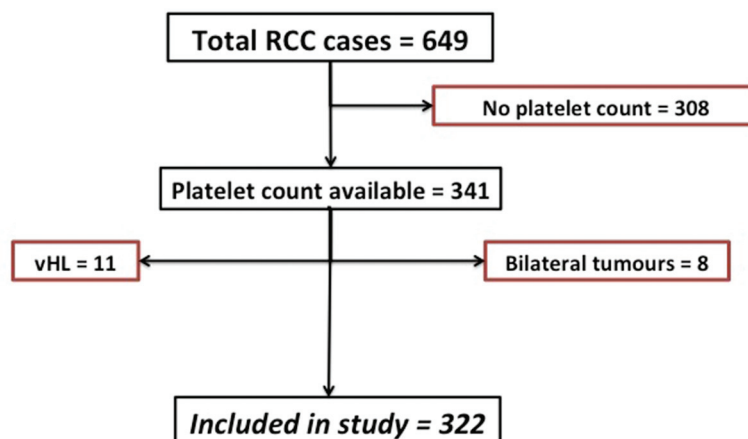 Total RCC cases = 649
No platelet count = 308
Platelet count available = 341
vHL = 11
Bilateral tumours = 8
Included in study = 322